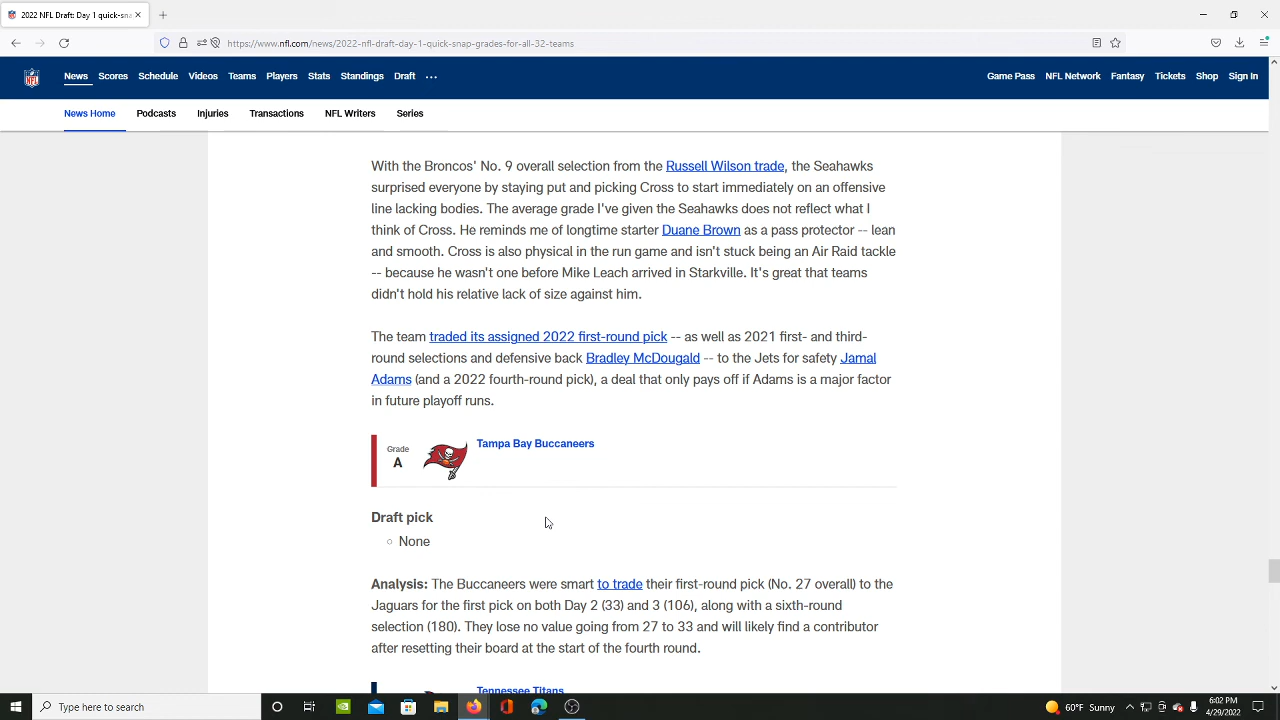 2022 NFL Draft: Day 1 quick-sna
https://www.nfl.com/news/2022-nfl-draft-day-1-quick-snap-grades-for-all-32-teams
News Scores Schedule Videos Teams Players Stats Standings Draft ••• Game Pass NFL Network Fantasy Tickets Shop Sign In
News Home Podcasts Injuries Transactions NFL Writers Series
With the Broncos' No. 9 overall selection from the Russell Wilson trade, the Seahawks
surprised everyone by staying put and picking Cross to start immediately on an offensive
line lacking bodies. The average grade I've given the Seahawks does not reflect what I
think of Cross. He reminds me of longtime starter Duane Brown as a pass protector -- lean
and smooth. Cross is also physical in the run game and isn't stuck being an Air Raid tackle
-- because he wasn't one before Mike Leach arrived in Starkville. It's great that teams
didn't hold his relative lack of size against him.
The team traded its assigned 2022 first-round pick -- as well as 2021 first- and third-
round selections and defensive back Bradley McDougald -- to the Jets for safety Jamal
Adams (and a 2022 fourth-round pick), a deal that only pays off if Adams is a major factor
in future playoff runs.
Grade
A
Tampa Bay Buccaneers
Draft pick
○ None
Analysis: The Buccaneers were smart to trade their first-round pick (No. 27 overall) to the
Jaguars for the first pick on both Day 2 (33) and 3 (106), along with a sixth-round
selection (180). They lose no value going from 27 to 33 and will likely find a contributor
after resetting their board at the start of the fourth round.
Tennessee Titans
Type here to search
60°F Sunny
6:02 PM
4/29/2022